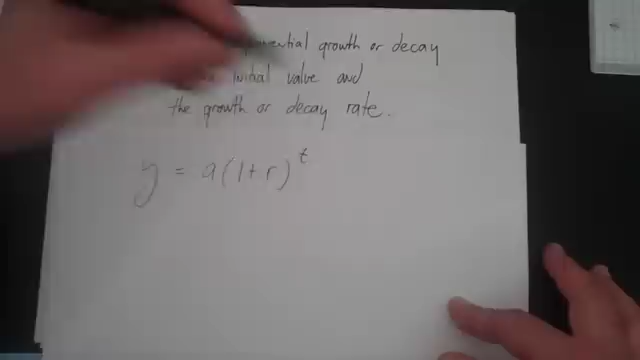 growth or decay
initial value and
the growth or decay rate.
y = a(1+r)^t